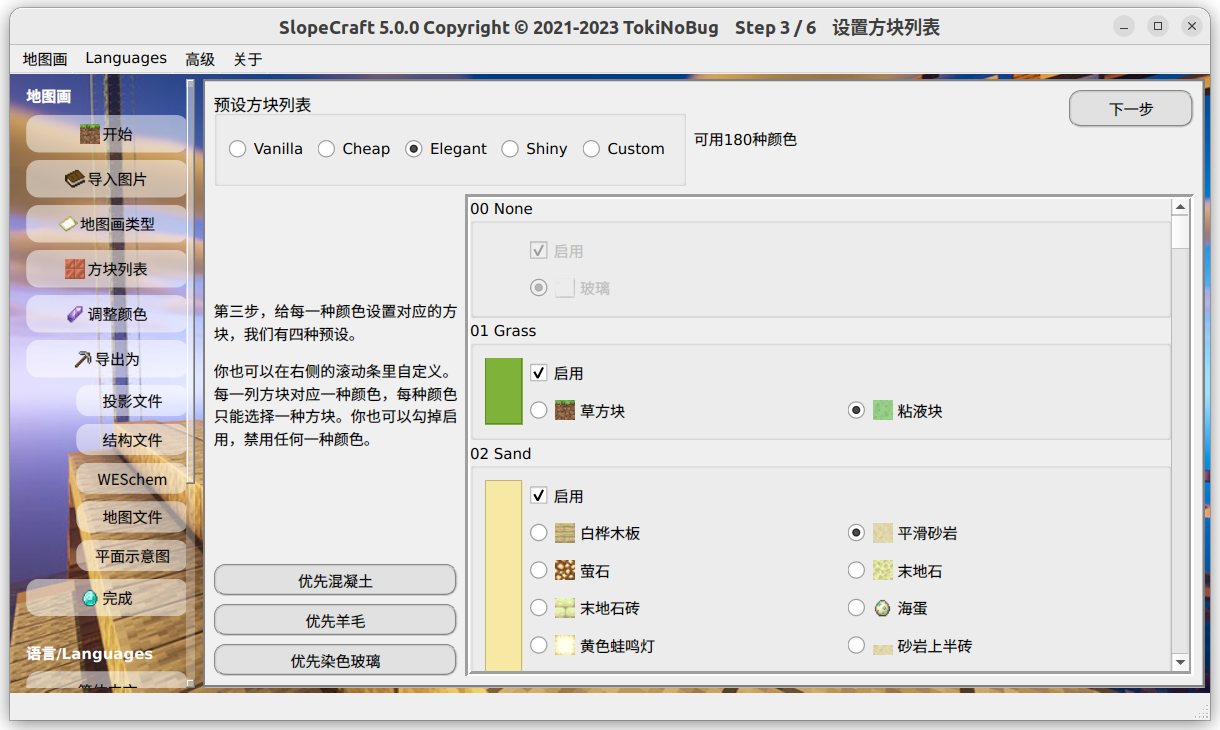 SlopeCraft 5.0.0 Copyright © 2021-2023 TokiNoBug Step 3 / 6 设置方块列表
地图画 Languages 高级 关于
地图画
开始
导入图片
地图画类型
方块列表
调整颜色
导出为
投影文件
结构文件
WESchem
地图文件
平面示意图
完成
语言/Languages
预设方块列表
Vanilla Cheap Elegant Shiny Custom
可用180种颜色
下一步
第三步，给每一种颜色设置对应的方
块，我们有四种预设。
你也可以在右侧的滚动条里自定义。
每一列方块对应一种颜色，每种颜色
只能选择一种方块。你也可以勾掉启
用，禁用任何一种颜色。
优先混凝土
优先羊毛
优先染色玻璃
00 None
启用
玻璃
01 Grass
启用
草方块 粘液块
02 Sand
启用
白桦木板 平滑砂岩
萤石 末地石
末地石砖 海蛋
黄色蛙鸣灯 砂岩上半砖